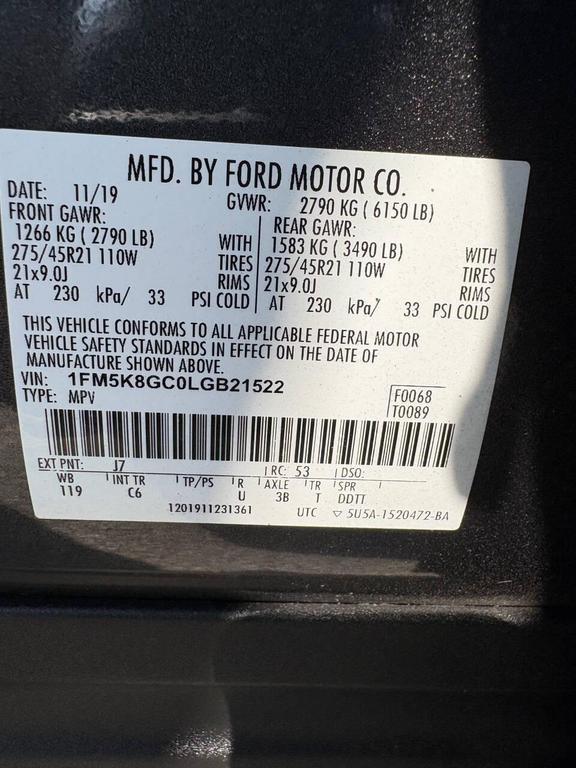 MFD. BY FORD MOTOR CO.
DATE: 11/19 GVWR: 2790 KG ( 6150 LB)
FRONT GAWR: REAR GAWR:
1266 KG ( 2790 LB) WITH 1583 KG ( 3490 LB) WITH
275/45R21 110W TIRES 275/45R21 110W TIRES
21x9.0J RIMS 21x9.0J RIMS
AT 230 kPa/ 33 PSI COLD AT 230 kPa/ 33 PSI COLD
THIS VEHICLE CONFORMS TO ALL APPLICABLE FEDERAL MOTOR
VEHICLE SAFETY STANDARDS IN EFFECT ON THE DATE OF
MANUFACTURE SHOWN ABOVE.
VIN: 1FM5K8GC0LGB21522 F0068
TYPE: MPV T0089
EXT PNT: J7 RC: 53 DSO:
WB INT TR TP/PS R AXLE TR SPR
119 C6 U 3B T DDTT
1201911231361 UTC ▽ 5U5A-1520472-BA